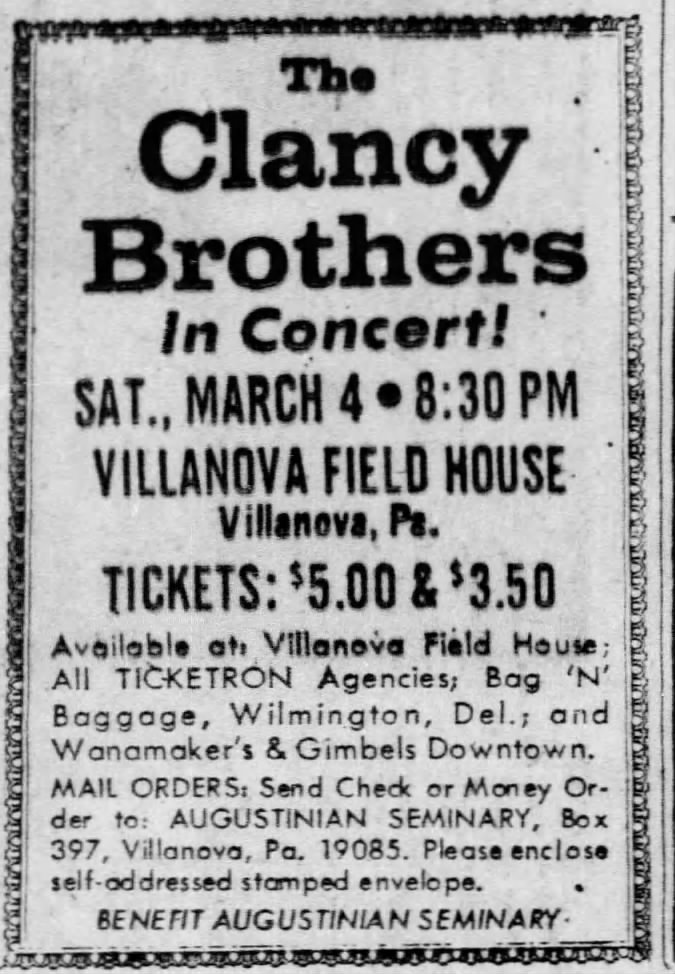 The
Clancy
Brothers
In Concert!
SAT., MARCH 4 • 8:30 PM
VILLANOVA FIELD HOUSE
Villanova, Pa.
TICKETS: $5.00 & $3.50
Available at: Villanova Field House;
All TICKETRON Agencies; Bag 'N'
Baggage, Wilmington, Del.; and
Wanamaker's & Gimbels Downtown.
MAIL ORDERS: Send Check or Money Or-
der to: AUGUSTINIAN SEMINARY, Box
397, Villanova, Pa. 19085. Please enclose
self-addressed stamped envelope.
BENEFIT AUGUSTINIAN SEMINARY